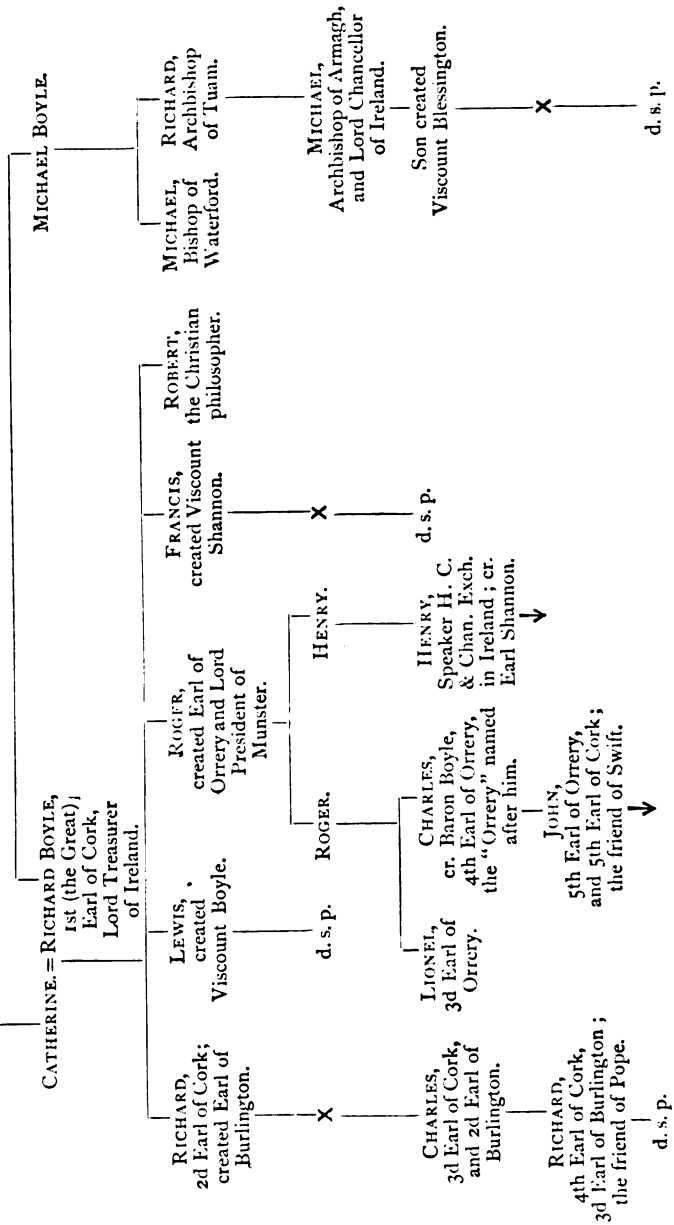 CATHERINE. = RICHARD BOYLE,
1st (the Great),
Earl of Cork,
Lord Treasurer
of Ireland.
MICHAEL BOYLE.
RICHARD,
2d Earl of Cork;
created Earl of
Burlington.
X
CHARLES,
3d Earl of Cork,
and 2d Earl of
Burlington.
RICHARD,
4th Earl of Cork,
3d Earl of Burlington;
the friend of Pope.
d. s. p.
LEWIS,
created
Viscount Boyle.
d. s. p.
ROGER,
created Earl of
Orrery and Lord
President of
Munster.
ROGER.
LIONEL,
3d Earl of
Orrery.
CHARLES,
cr. Baron Boyle,
4th Earl of Orrery,
the "Orrery" named
after him.
JOHN,
5th Earl of Orrery,
and 5th Earl of Cork;
the friend of Swift.
HENRY.
HENRY,
Speaker H. C.
& Chan. Exch.
in Ireland; cr.
Earl Shannon.
FRANCIS,
created Viscount
Shannon.
X
d. s. p.
ROBERT,
the Christian
philosopher.
MICHAEL,
Bishop of
Waterford.
RICHARD,
Archbishop
of Tuam.
MICHAEL,
Archbishop of Armagh,
and Lord Chancellor
of Ireland.
Son created
Viscount Blessington.
X
d. s. p.